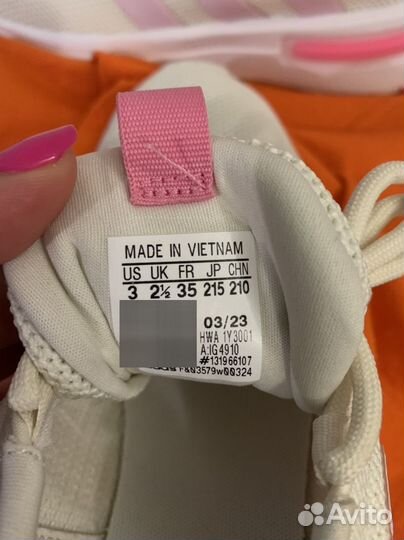 MADE IN VIETNAM
US UK FR JP CHN
3 2½ 35 215 210
03/23
HWA 1Y3001
A:IG4910
#131966107
F&03579w00324
Avito